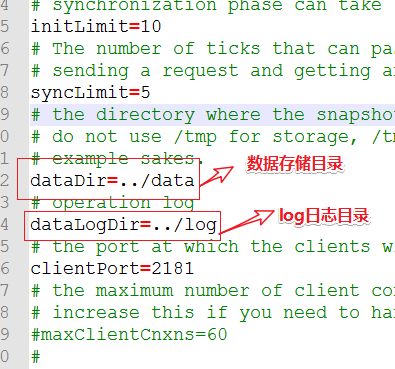 4 # synchronization phase can take
5 initLimit=10
6 # The number of ticks that can pa
7 # sending a request and getting a
8 syncLimit=5
9 # the directory where the snapsho
0 # do not use /tmp for storage, /t
1 # example sakes.
2 dataDir=../data
数据存储目录
3 # operation log
4 dataLogDir=../log
log日志目录
5 # the port at which the clients w
6 clientPort=2181
7 # the maximum number of client co
8 # increase this if you need to ha
9 #maxClientCnxns=60
0 #